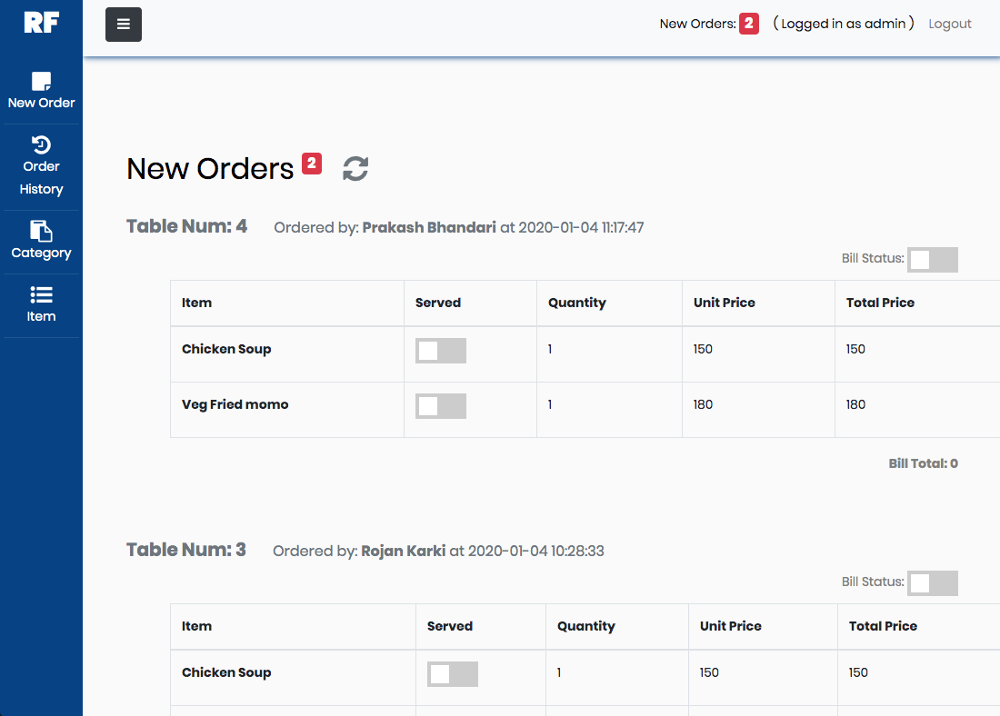 RF
New Orders: 2 ( Logged in as admin ) Logout
New Order
Order
History
Category
Item
New Orders 2
Table Num: 4 Ordered by: Prakash Bhandari at 2020-01-04 11:17:47
Bill Status:
Item Served Quantity Unit Price Total Price
Chicken Soup 1 150 150
Veg Fried momo 1 180 180
Bill Total: 0
Table Num: 3 Ordered by: Rojan Karki at 2020-01-04 10:28:33
Bill Status:
Item Served Quantity Unit Price Total Price
Chicken Soup 1 150 150